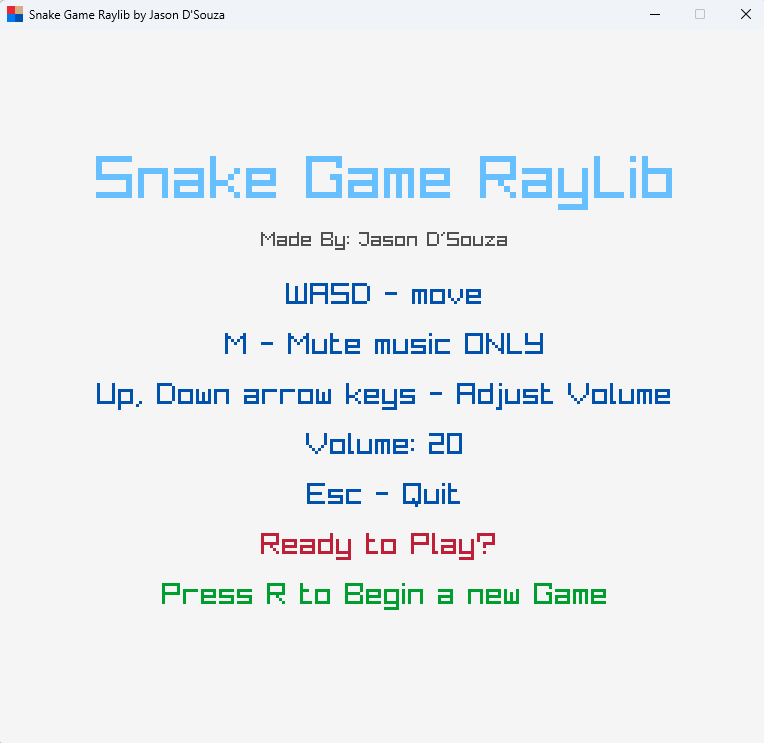 Snake Game Raylib by Jason D'Souza
Snake Game RayLib
Made By: Jason D'Souza
WASD - move
M - Mute music ONLY
Up, Down arrow keys - Adjust Volume
Volume: 20
Esc - Quit
Ready to Play?
Press R to Begin a new Game